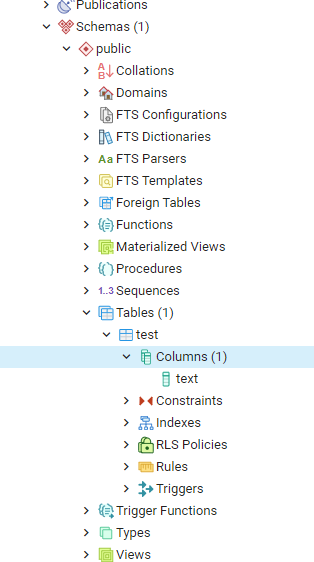 Publications
Schemas (1)
public
Collations
Domains
FTS Configurations
FTS Dictionaries
Aa FTS Parsers
FTS Templates
Foreign Tables
Functions
Materialized Views
Procedures
1..3 Sequences
Tables (1)
test
Columns (1)
text
Constraints
Indexes
RLS Policies
Rules
Triggers
Trigger Functions
Types
Views